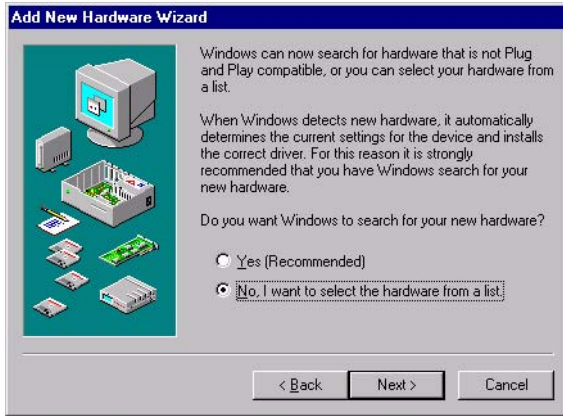 Add New Hardware Wizard
Windows can now search for hardware that is not Plug
and Play compatible, or you can select your hardware from
a list.
When Windows detects new hardware, it automatically
determines the current settings for the device and installs
the correct driver. For this reason it is strongly
recommended that you have Windows search for your
new hardware.
Do you want Windows to search for your new hardware?
Yes (Recommended)
No, I want to select the hardware from a list.
< Back
Next >
Cancel